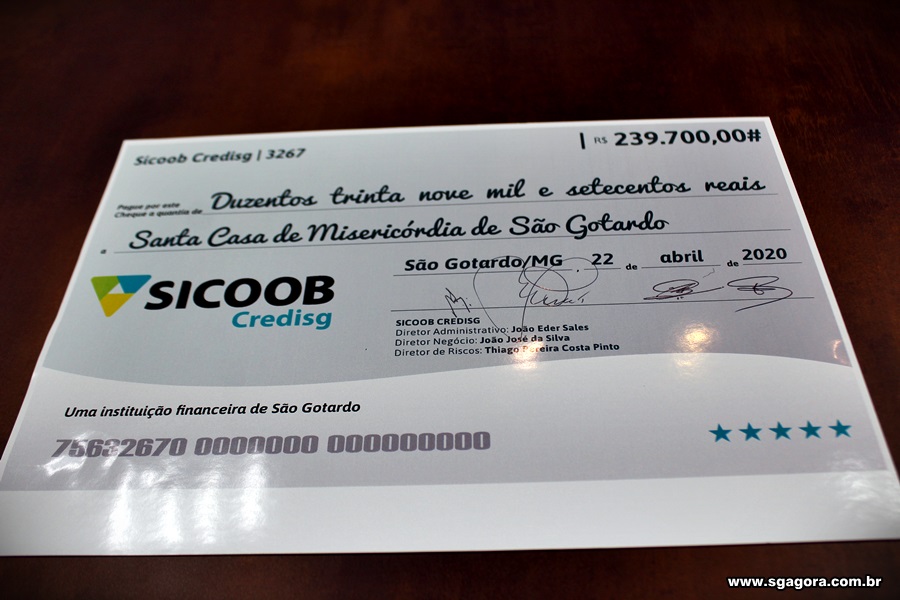 Sicoob Credisg | 3267
R$ 239.700,00#
Pague por este
Cheque a quantia de Duzentos trinta nove mil e setecentos reais
a Santa Casa de Misericórdia de São Gotardo
São Gotardo/MG, 22 de abril de 2020
SICOOB
Credisg
SICOOB CREDISG
Diretor Administrativo: João Eder Sales
Diretor Negócio: João José da Silva
Diretor de Riscos: Thiago Pereira Costa Pinto
Uma instituição financeira de São Gotardo
75632670 0000000 000000000
www.sgagora.com.br